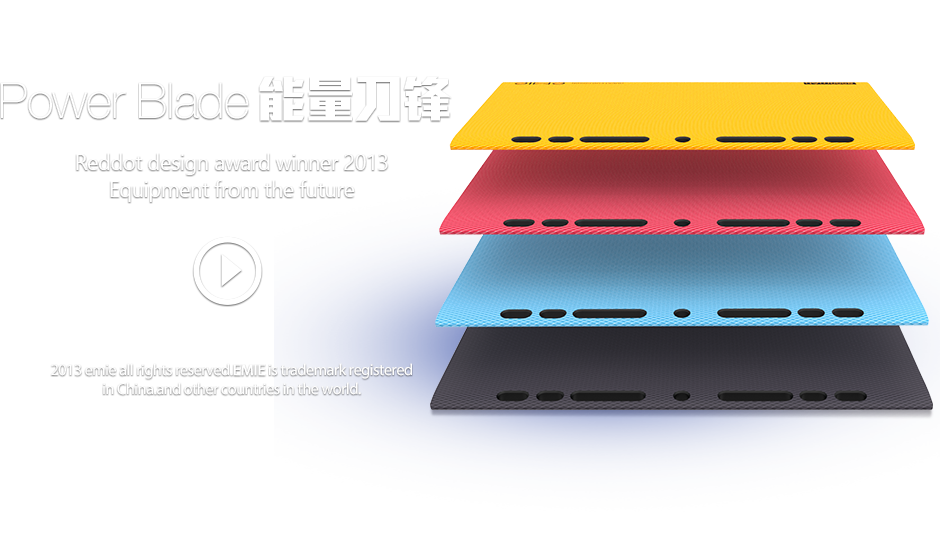 Power Blade 能量刀锋
Reddot design award winner 2013
Equipment from the future
2013 emie all rights reserved.EMIE is trademark registered
in China.and other countries in the world.